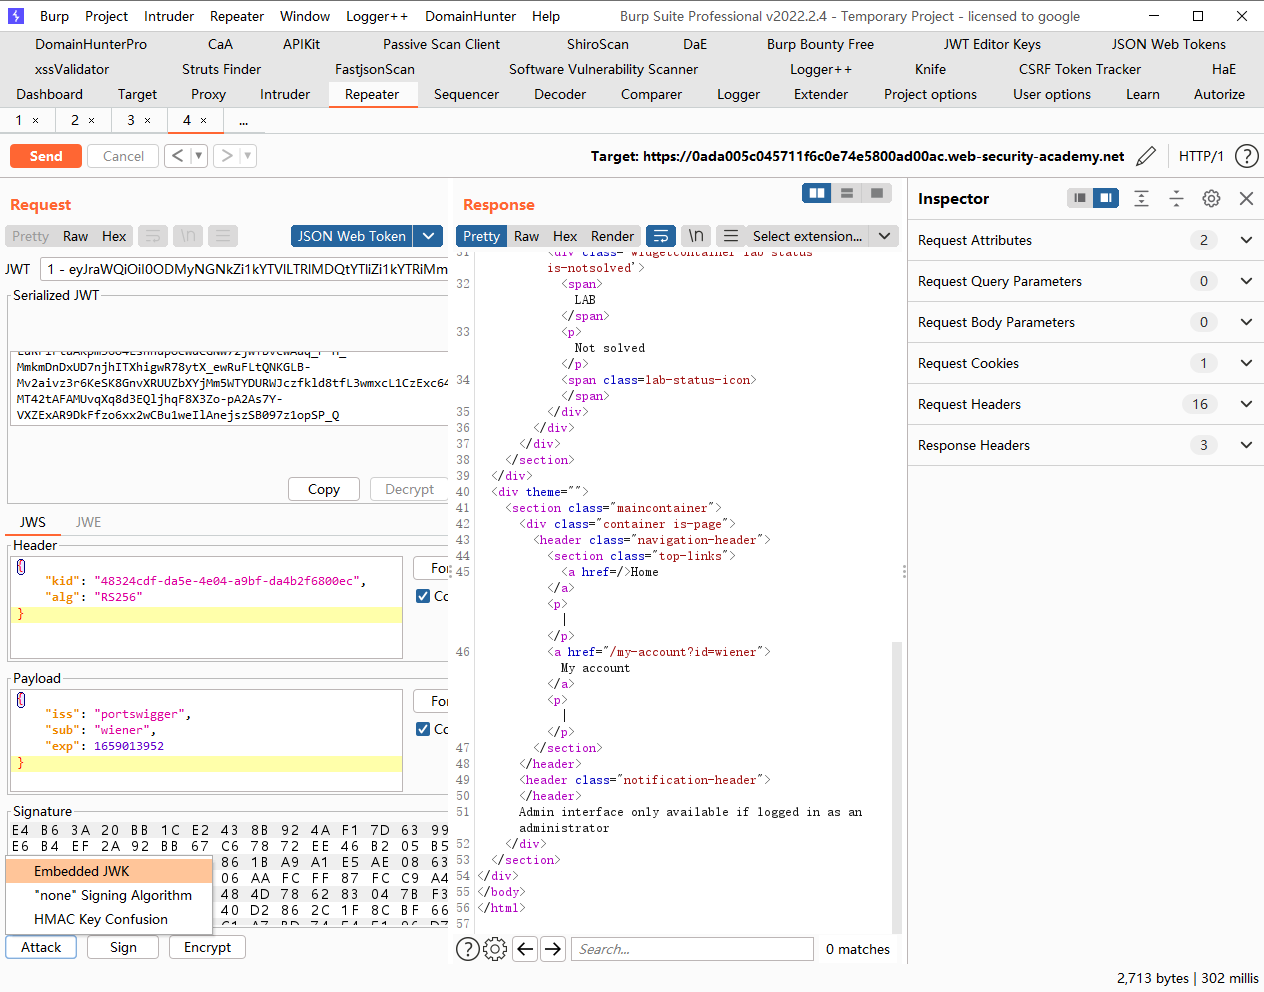 Burp Project Intruder Repeater Window Logger++ DomainHunter Help Burp Suite Professional v2022.2.4 - Temporary Project - licensed to google
DomainHunterPro CaA APIKit Passive Scan Client ShiroScan DaE Burp Bounty Free JWT Editor Keys JSON Web Tokens
xssValidator Struts Finder FastjsonScan Software Vulnerability Scanner Logger++ Knife CSRF Token Tracker HaE
Dashboard Target Proxy Intruder Repeater Sequencer Decoder Comparer Logger Extender Project options User options Learn Autorize
1 × 2 × 3 × 4 × ...
Send Cancel < > Target: https://0ada005c045711f6c0e74e5800ad00ac.web-security-academy.net HTTP/1
Request
Pretty Raw Hex \n JSON Web Token
JWT 1 - eyJraWQiOiI0ODMyNGNkZi1kYTVlLTRlMDQtYTliZi1kYTRiMm
Serialized JWT
MmkmDnDxUD7njhITXhigwR78ytX_ewRuFLtQNKGLB-
Mv2aivz3r6KeSK8GnvXRUUZbXYjMm5WTYDURWJczfkld8tfL3wmxcL1CzExc64
MT42tAFAMUvqXq8d3EQljhqF8X3Zo-pA2As7Y-
VXZExAR9DkFfzo6xx2wCBu1weIlAnejszSB097z1opSP_Q
Copy Decrypt
JWS JWE
Header
{
"kid": "48324cdf-da5e-4e04-a9bf-da4b2f6800ec",
"alg": "RS256"
}
For
Co
Payload
{
"iss": "portswigger",
"sub": "wiener",
"exp": 1659013952
}
For
Co
Signature
E4 B6 3A 20 BB 1C E2 43 8B 92 4A F1 7D 63 99
E6 B4 EF 2A 92 BB 67 C6 78 72 EE 46 B2 05 B5
86 1B A9 A1 E5 AE 08 63
06 AA FC FF 87 FC C9 A4
48 4D 78 62 83 04 7B F3
40 D2 86 2C 1F 8C BF 66
Embedded JWK
"none" Signing Algorithm
HMAC Key Confusion
Attack Sign Encrypt
Response
Pretty Raw Hex Render \n Select extension...
31 <div class='widgetcontainer-lab-status
is-notsolved'>
32 <span>
LAB
</span>
33 <p>
Not solved
</p>
34 <span class=lab-status-icon>
</span>
35 </div>
36 </div>
37 </div>
38 </section>
39 </div>
40 <div theme="">
41 <section class="maincontainer">
42 <div class="container is-page">
43 <header class="navigation-header">
44 <section class="top-links">
45 <a href=/>Home
</a>
<p>
|
</p>
46 <a href="/my-account?id=wiener">
My account
</a>
<p>
|
</p>
47 </section>
48 </header>
49 <header class="notification-header">
50 </header>
51 Admin interface only available if logged in as an
administrator
52 </div>
53 </section>
54 </div>
55 </body>
56 </html>
57
Search... 0 matches
Inspector
Request Attributes 2
Request Query Parameters 0
Request Body Parameters 0
Request Cookies 1
Request Headers 16
Response Headers 3
2,713 bytes | 302 millis